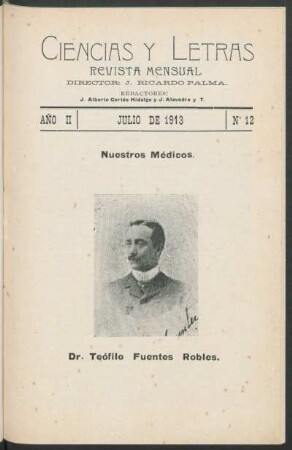 CIENCIAS Y LETRAS
REVISTA MENSUAL
DIRECTOR: J. RICARDO PALMA.
REDACTORES:
J. Alberto Cortés Hidalgo y J. Alavedra y T.
AÑO II | JULIO DE 1913 | Nº 12
Nuestros Médicos.
Dr. Teófilo Fuentes Robles.